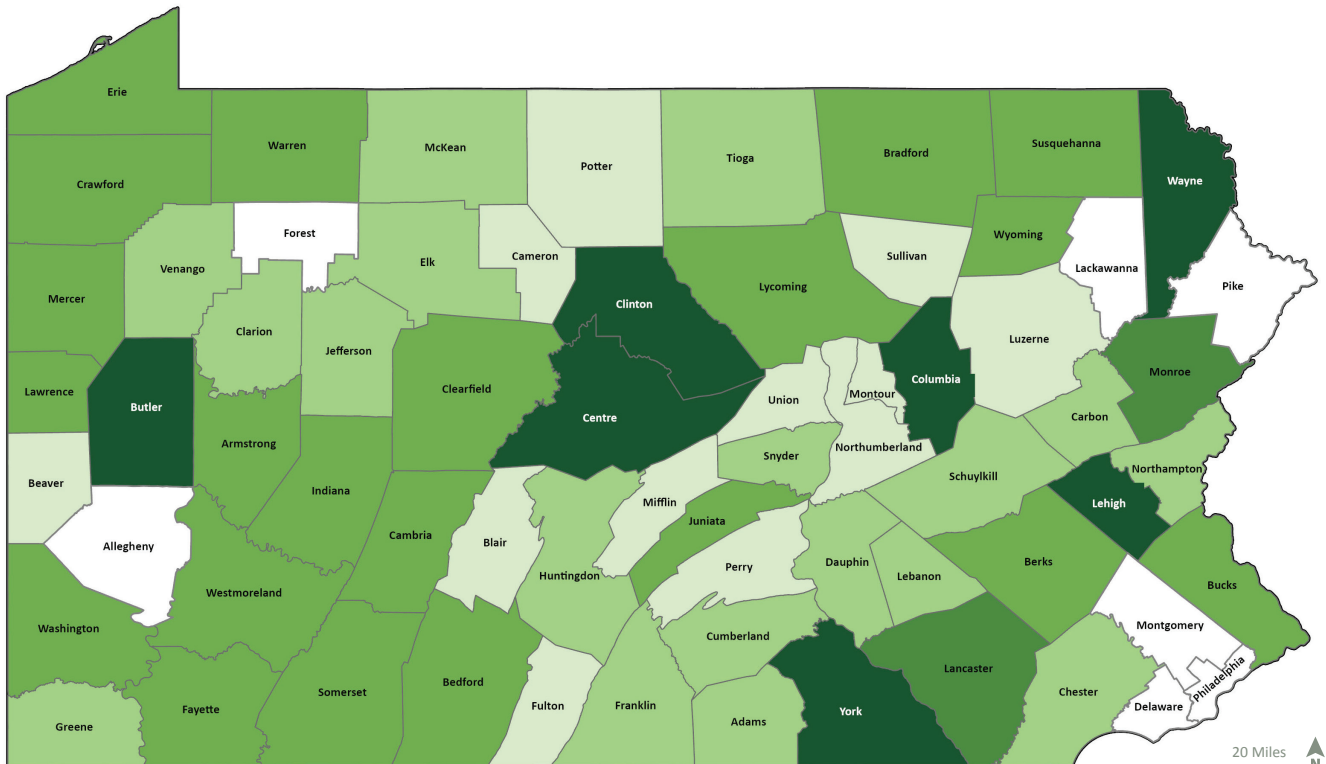 Erie
Warren
McKean
Potter
Tioga
Bradford
Susquehanna
Wayne
Crawford
Forest
Venango
Elk
Cameron
Sullivan
Wyoming
Lackawanna
Pike
Mercer
Clarion
Jefferson
Clinton
Lycoming
Luzerne
Lawrence
Butler
Clearfield
Centre
Columbia
Monroe
Union
Montour
Carbon
Armstrong
Northumberland
Snyder
Schuylkill
Northampton
Beaver
Indiana
Mifflin
Lehigh
Allegheny
Cambria
Blair
Juniata
Huntingdon
Perry
Dauphin
Lebanon
Berks
Bucks
Westmoreland
Washington
Cumberland
Montgomery
Somerset
Bedford
Lancaster
Philadelphia
Greene
Fayette
Fulton
Franklin
Adams
York
Chester
Delaware
20 Miles
N